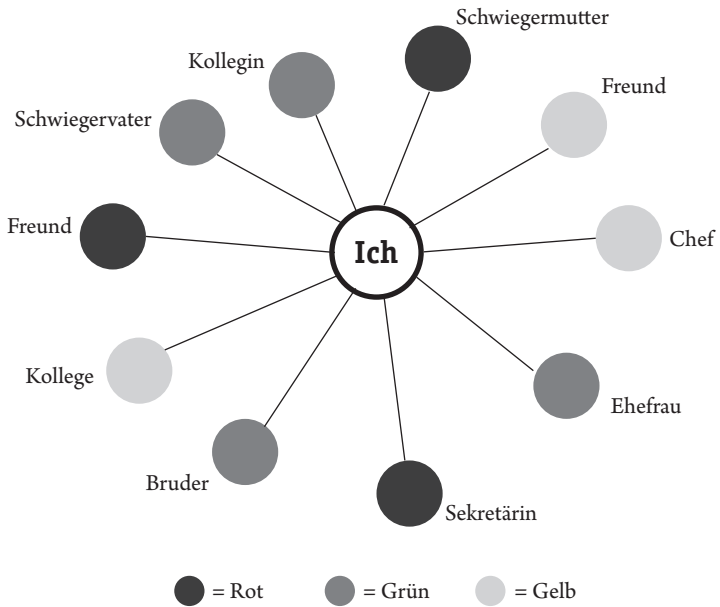 Schwiegermutter
Kollegin
Freund
Schwiegervater
Freund
Ich
Chef
Kollege
Ehefrau
Bruder
Sekretärin
= Rot
= Grün
= Gelb